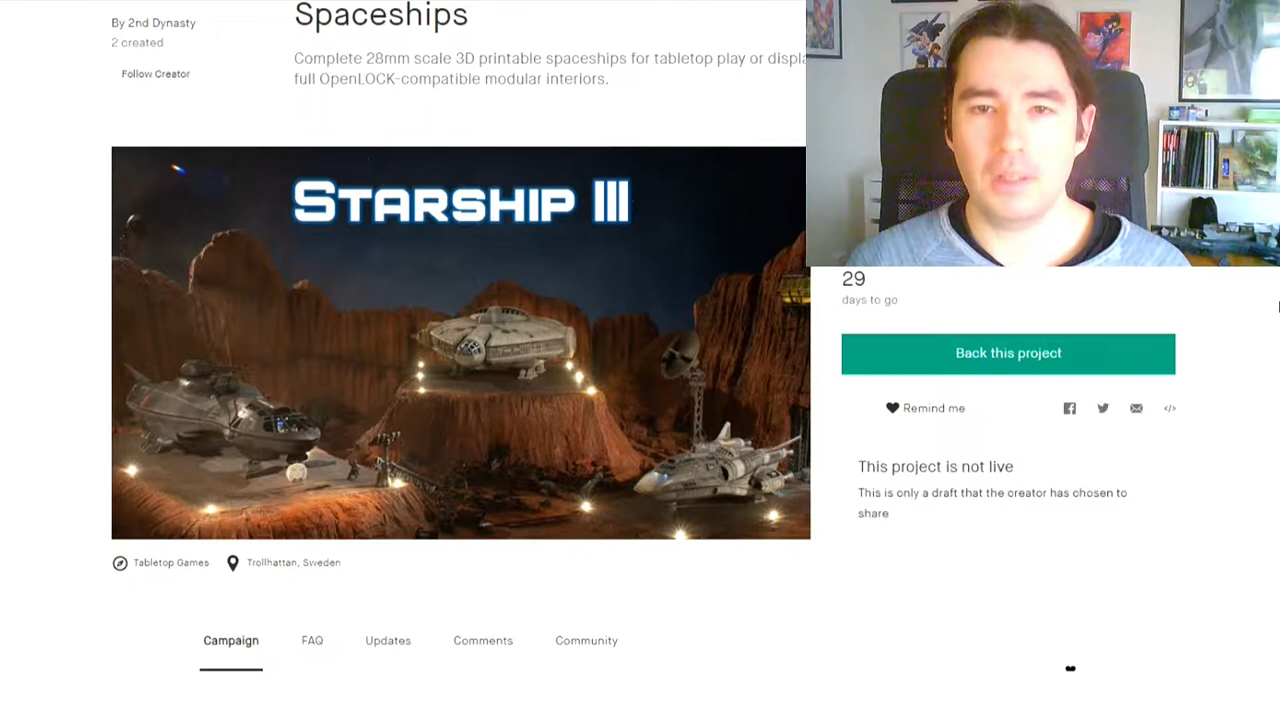 Spaceships
By 2nd Dynasty
2 created
Follow Creator
Complete 28mm scale 3D printable spaceships for tabletop play or displa
full OpenLOCK-compatible modular interiors.
STARSHIP III
29
days to go
Back this project
Remind me
</>
This project is not live
This is only a draft that the creator has chosen to
share
Tabletop Games
Trollhattan, Sweden
Campaign
FAQ
Updates
Comments
Community